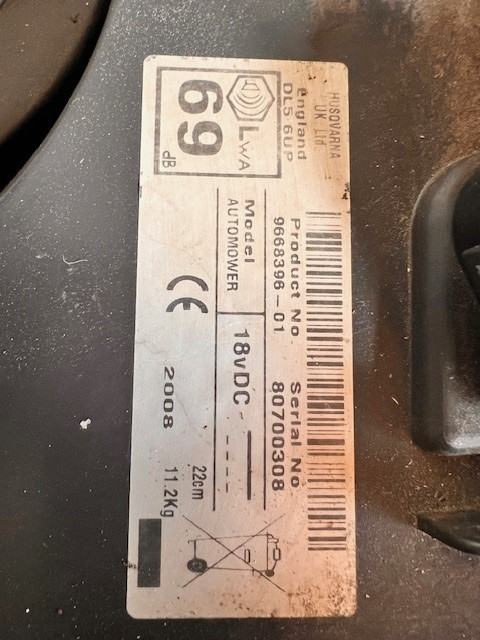 HUSQVARNA
UK Ltd.
England
DL5 6UP
LWA
69
dB
Product No.
9668396-01
Serial No
80700308
Model
AUTOMOWER
18vDC
CE
2008
22cm
11.2Kg